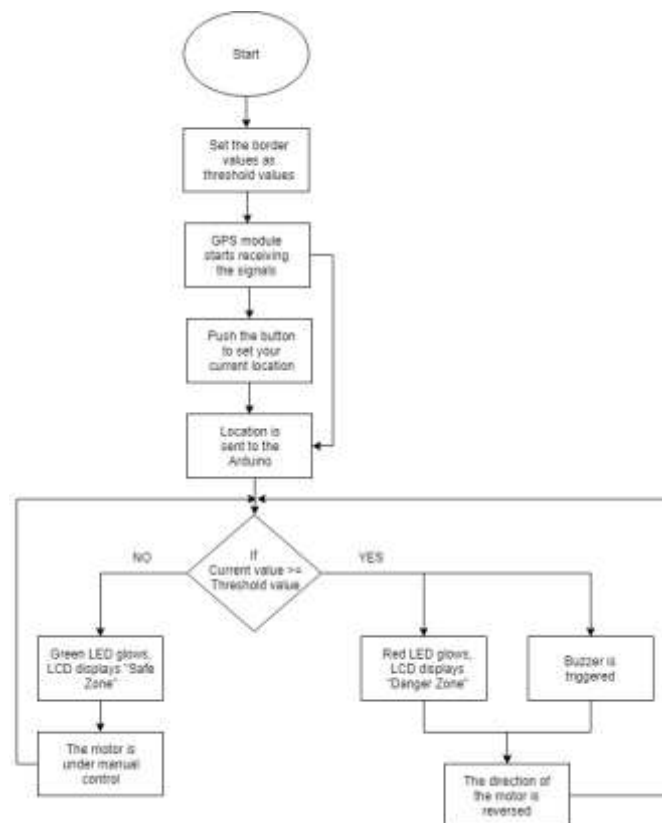 Start
Set the border
values as
threshold values
GPS module
starts receiving
the signals
Push the button
to set your
current location
Location is
sent to the
Arduino
If
Current value >=
Threshold value
NO
YES
Green LED glows,
LCD displays "Safe
Zone"
Red LED glows,
LCD displays
"Danger Zone"
Buzzer is
triggered
The motor is
under manual
control
The direction of
the motor is
reversed